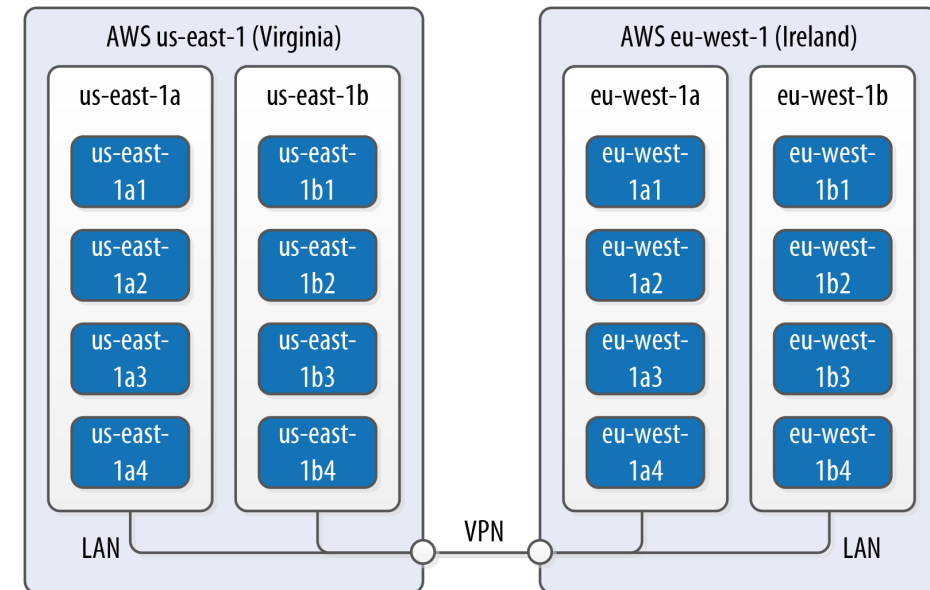 AWS us-east-1 (Virginia)
us-east-1a
us-east-
1a1
us-east-
1a2
us-east-
1a3
us-east-
1a4
us-east-1b
us-east-
1b1
us-east-
1b2
us-east-
1b3
us-east-
1b4
LAN
VPN
AWS eu-west-1 (Ireland)
eu-west-1a
eu-west-
1a1
eu-west-
1a2
eu-west-
1a3
eu-west-
1a4
eu-west-1b
eu-west-
1b1
eu-west-
1b2
eu-west-
1b3
eu-west-
1b4
LAN